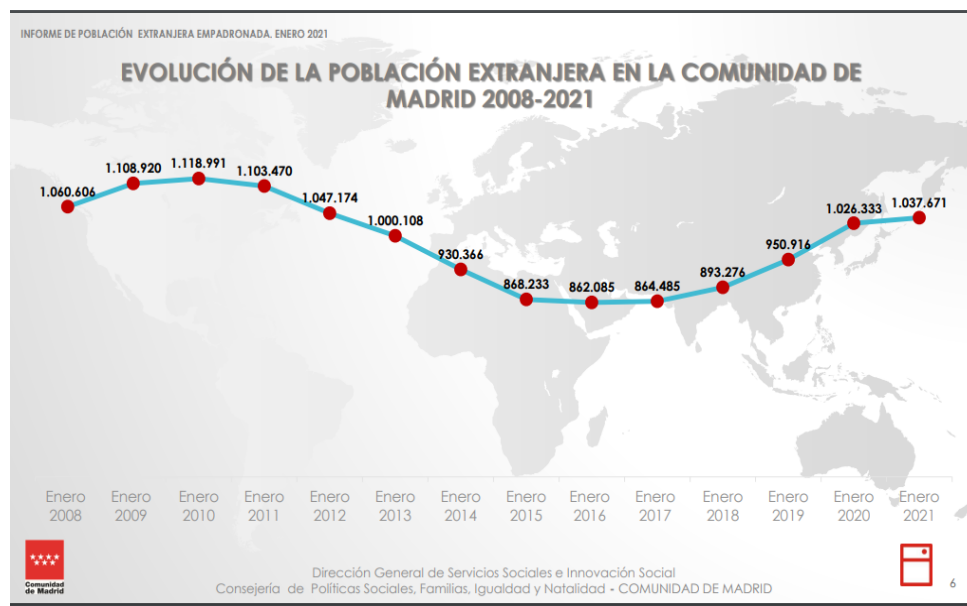 INFORME DE POBLACIÓN EXTRANJERA EMPADRONADA. ENERO 2021
EVOLUCIÓN DE LA POBLACIÓN EXTRANJERA EN LA COMUNIDAD DE
MADRID 2008-2021
1.060.606
1.108.920
1.118.991
1.103.470
1.047.174
1.000.108
930.366
868.233
862.085
864.485
893.276
950.916
1.026.333
1.037.671
Enero Enero Enero Enero Enero Enero Enero Enero Enero Enero Enero Enero Enero Enero
2008 2009 2010 2011 2012 2013 2014 2015 2016 2017 2018 2019 2020 2021
Comunidad
de Madrid
Dirección General de Servicios Sociales e Innovación Social
Consejería de Políticas Sociales, Familias, Igualdad y Natalidad - COMUNIDAD DE MADRID
6